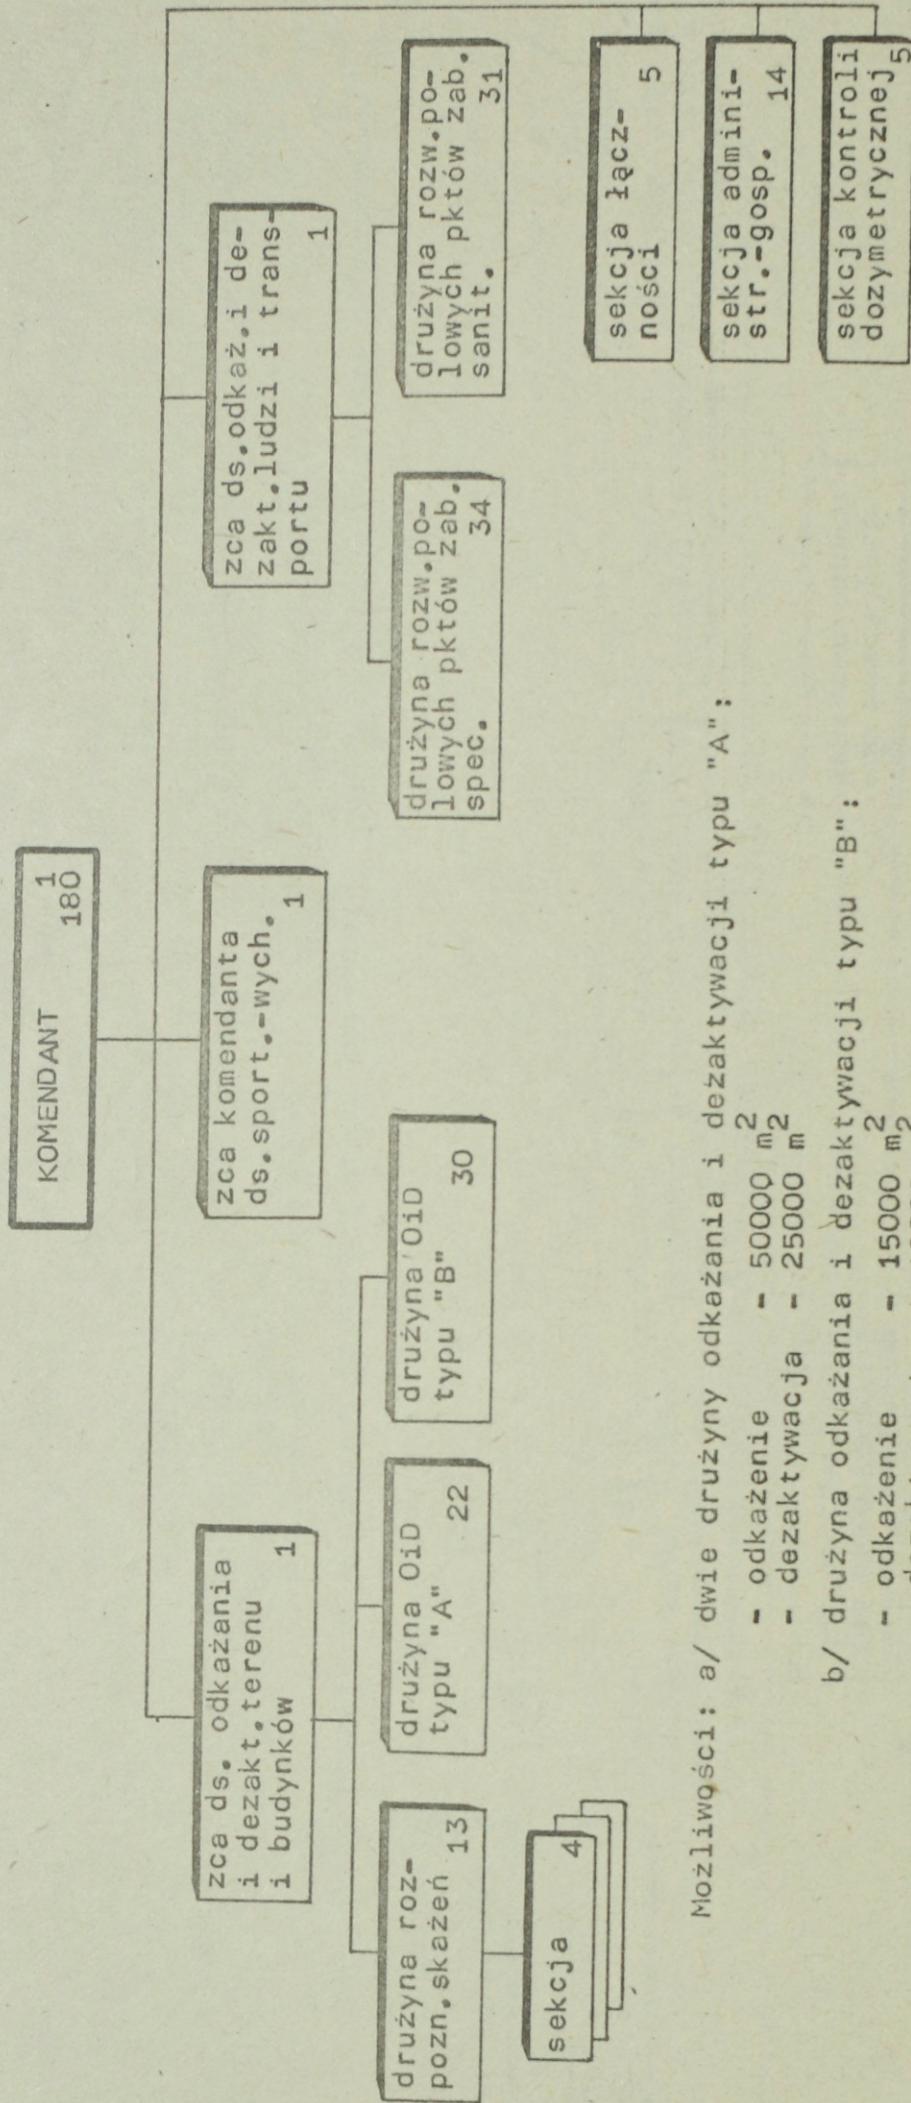 KOMENDANT 1
180
zca ds. odkażania
i dezakt.terenu
i budynków 1
zca komendanta
ds.sport.-wych.
1
zca ds.odkaż.i de-
zakt.ludzi i trans-
portu 1
drużyna roz-
pozn.skażeń 13
drużyna OiD
typu "A" 22
drużyna OiD
typu "B" 30
drużyna rozw.po-
lowych pktów zab.
spec. 34
drużyna rozw.po-
lowych pktów zab.
sanit. 31
sekcja 4
sekcja łącz-
ności 5
sekcja admini-
str.-gosp. 14
sekcja kontroli
dozymetrycznej 5
Możliwości: a/ dwie drużyny odkażania i dezaktywacji typu "A":
- odkażenie - 50000 m2
- dezaktywacja - 25000 m2
b/ drużyna odkażania i dezaktywacji typu "B":
- odkażenie - 15000 m2